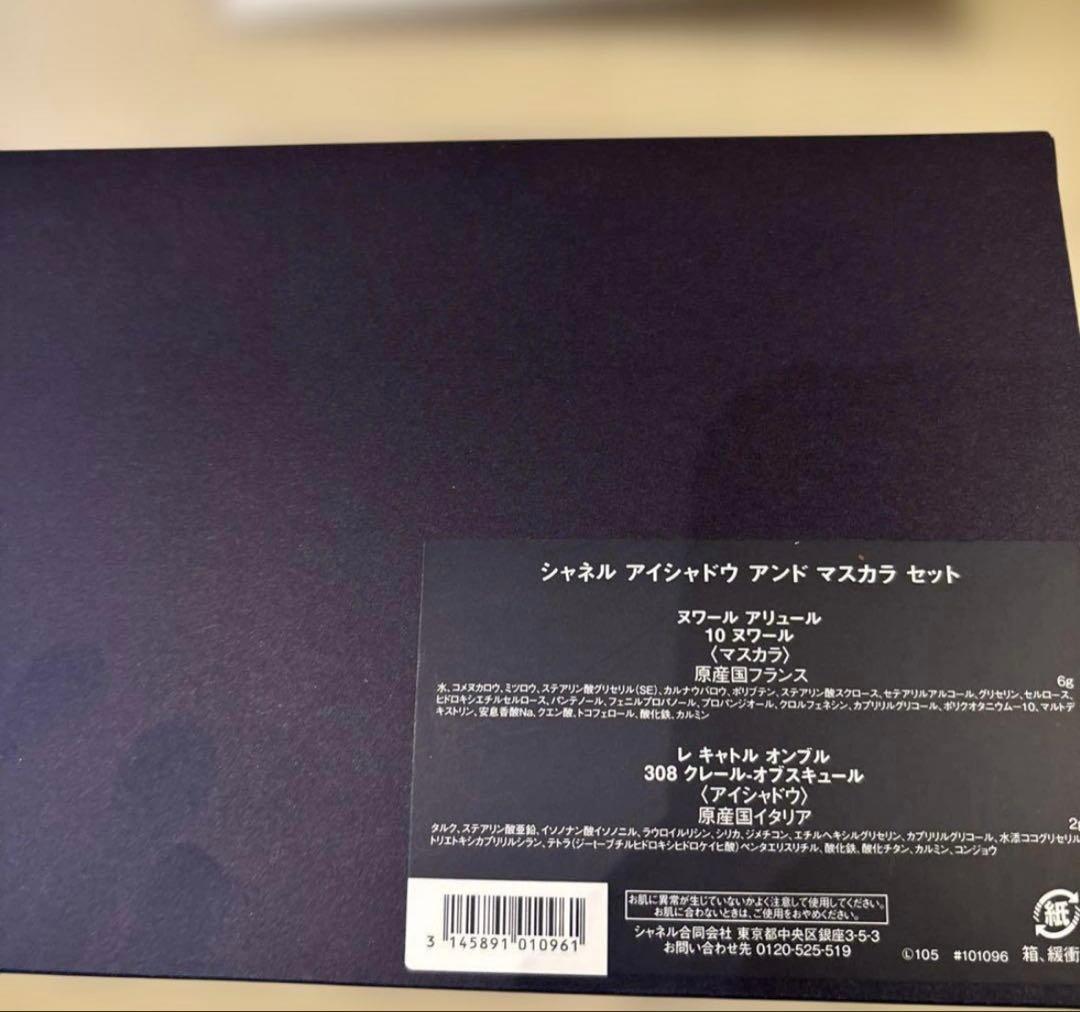 シャネル アイシャドウ アンド マスカラ セット
ヌワール アリュール
10 ヌワール
〈マスカラ〉
原産国フランス
6g
水、コメヌカロウ、ミツロウ、ステアリン酸グリセリル(SE)、カルナウバロウ、ポリブテン、ステアリン酸スクロース、セテアリルアルコール、グリセリン、セルロース、
ヒドロキシエチルセルロース、パンテノール、フェニルプロパノール、プロパンジオール、クロルフェネシン、カプリリルグリコール、ポリクオタニウムー10、マルトデ
キストリン、安息香酸Na、クエン酸、トコフェロール、酸化鉄、カルミン
レ キャトル オンブル
308 クレール-オブスキュール
〈アイシャドウ〉
原産国イタリア
2g
タルク、ステアリン酸亜鉛、イソノナン酸イソノニル、ラウロイルリシン、シリカ、ジメチコン、エチルヘキシルグリセリン、カプリリルグリコール、水添ココグリセリル
トリエトキシカプリリルシラン、テトラ(ジーtーブチルヒドロキシヒドロケイヒ酸)ペンタエリスリチル、酸化鉄、酸化チタン、カルミン、コンジョウ
3 145891 010961
お肌に異常が生じていないかよく注意して使用してください。
お肌に合わないときは、ご使用をおやめください。
シャネル合同会社 東京都中央区銀座3-5-3
お問い合わせ先 0120-525-519
Ⓛ105 #101096
紙
箱、緩衝